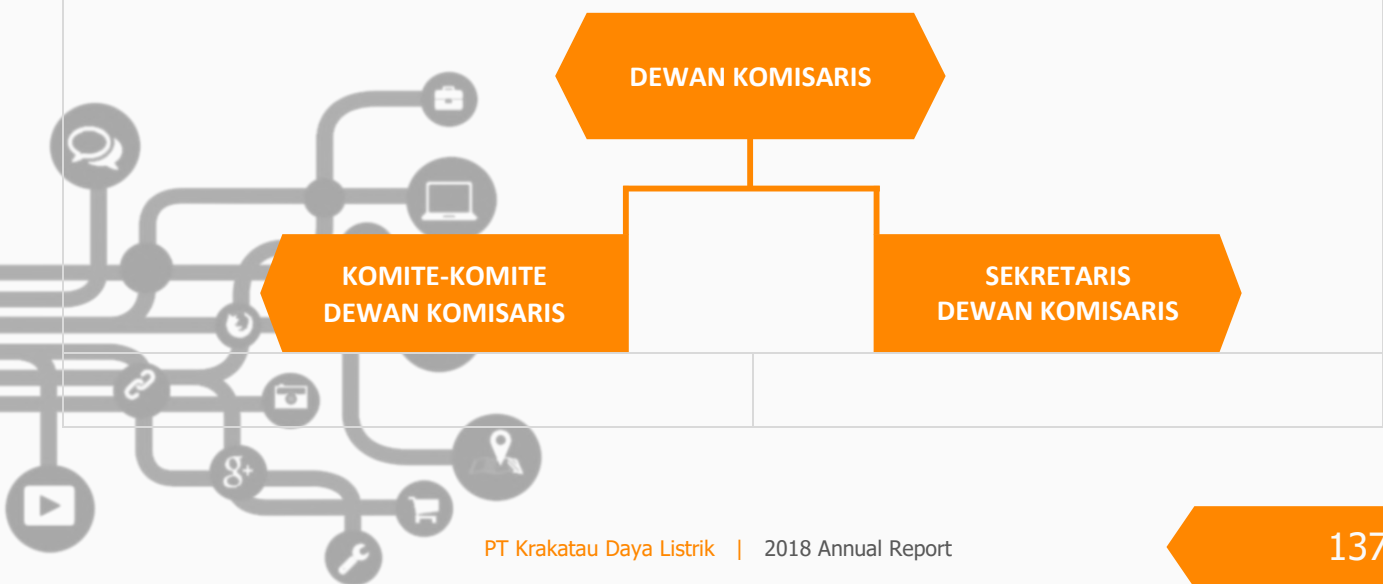 DEWAN KOMISARIS
KOMITE-KOMITE
DEWAN KOMISARIS
SEKRETARIS
DEWAN KOMISARIS
PT Krakatau Daya Listrik | 2018 Annual Report
137